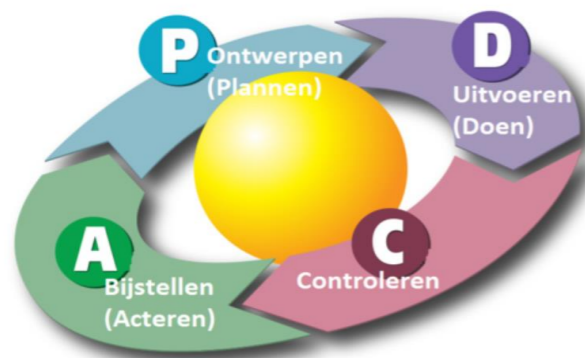 P
Ontwerpen
(Plannen)
D
Uitvoeren
(Doen)
C
Controleren
A
Bijstellen
(Acteren)